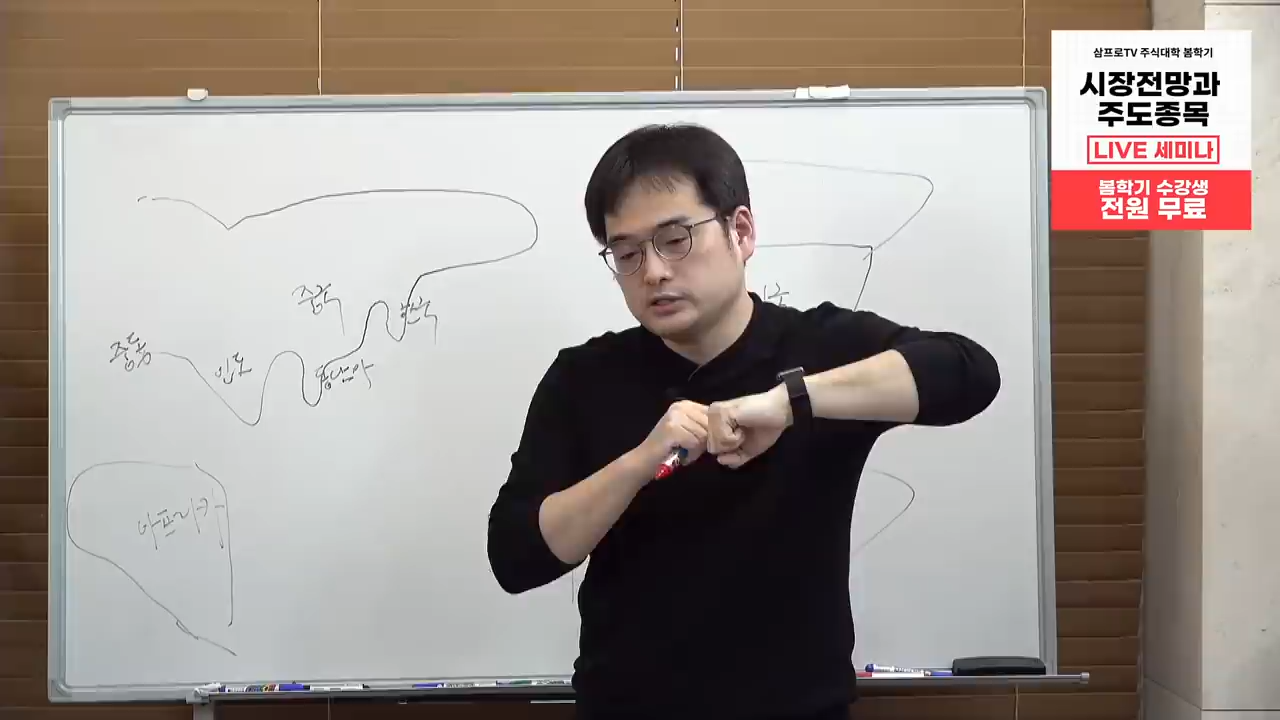 삼프로TV 주식대학 봄학기
시장전망과
주도종목
LIVE 세미나
봄학기 수강생
전원 무료
중국
한국
중동
인도
동남아
아프리카